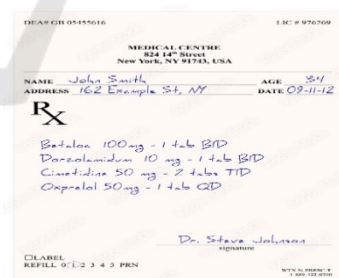 DEA# GB 05455616 LIC # 976269
MEDICAL CENTRE
824 14th Street
New York, NY 91743, USA
NAME John Smith AGE 34
ADDRESS 162 Example St, NY DATE 09-11-12
Rx
Betaloc 100mg - 1 tab BID
Dorzolamidum 10 mg - 1 tab BID
Cimetidine 50 mg - 2 tabs TID
Oxprelol 50mg - 1 tab QD
Dr. Steve Johnson
signature
LABEL
REFILL 0 1 2 3 4 5 PRN